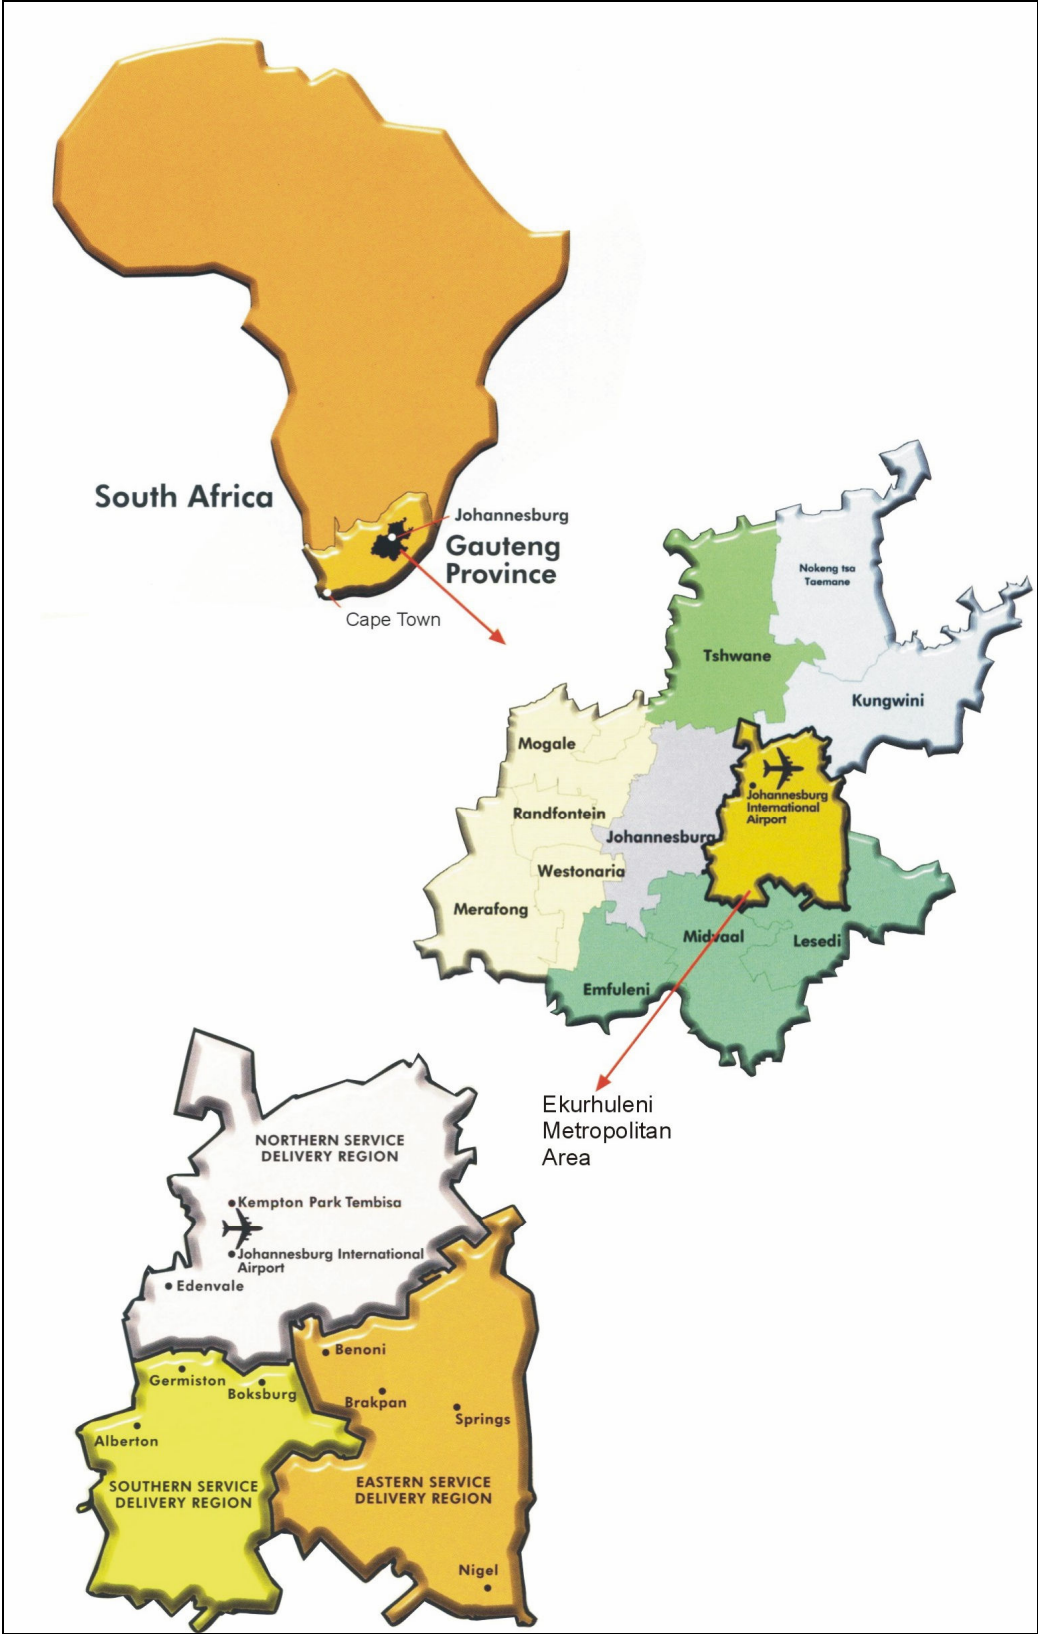 South Africa
Johannesburg
Gauteng
Province
Cape Town
Nokeng tsa
Taemane
Tshwane
Kungwini
Mogale
Johannesburg
International
Airport
Randfontein
Johannesburg
Westonaria
Merafong
Midvaal
Lesedi
Emfuleni
Ekurhuleni
Metropolitan
Area
NORTHERN SERVICE
DELIVERY REGION
Kempton Park Tembisa
Johannesburg International
Airport
Edenvale
Benoni
Germiston
Boksburg
Brakpan
Springs
Alberton
SOUTHERN SERVICE
DELIVERY REGION
EASTERN SERVICE
DELIVERY REGION
Nigel